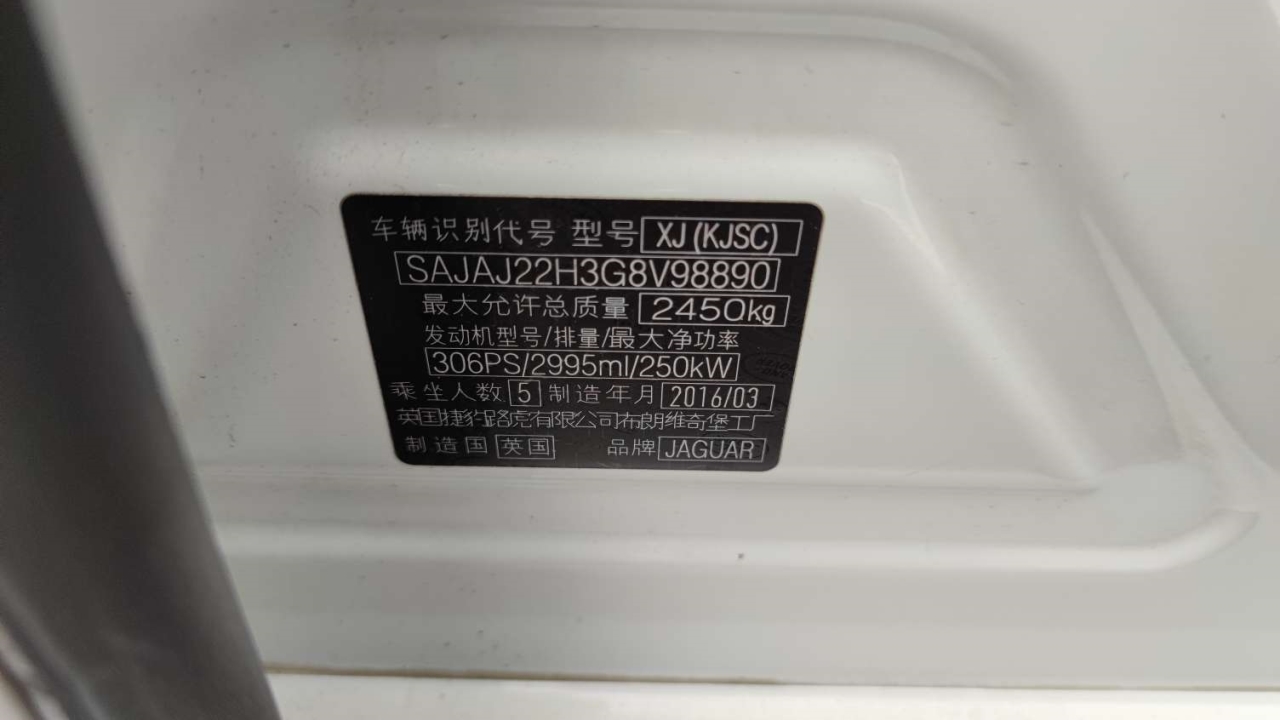 车辆识别代号 型号 XJ (KJSC)
SAJAJ22H3G8V98890
最大允许总质量 2450kg
发动机型号/排量/最大净功率
306PS/2995ml/250kW
乘坐人数 5 制造年月 2016/03
英国捷豹路虎有限公司布朗维奇堡工厂
制造国 英国 品牌 JAGUAR